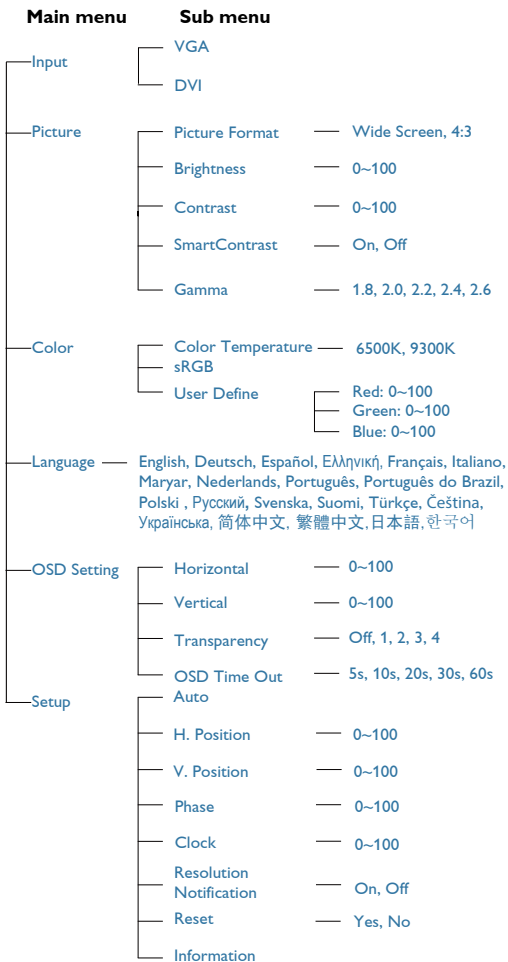 Main menu Sub menu
Input
VGA
DVI
Picture
Picture Format Wide Screen, 4:3
Brightness 0~100
Contrast 0~100
SmartContrast On, Off
Gamma 1.8, 2.0, 2.2, 2.4, 2.6
Color
Color Temperature 6500K, 9300K
sRGB
User Define Red: 0~100
Green: 0~100
Blue: 0~100
Language English, Deutsch, Español, Ελληνική, Français, Italiano,
Maryar, Nederlands, Português, Português do Brazil,
Polski , Русский, Svenska, Suomi, Türkçe, Čeština,
Українська, 简体中文, 繁體中文,日本語,한국어
OSD Setting
Horizontal 0~100
Vertical 0~100
Transparency Off, 1, 2, 3, 4
OSD Time Out 5s, 10s, 20s, 30s, 60s
Setup
Auto
H. Position 0~100
V. Position 0~100
Phase 0~100
Clock 0~100
Resolution
Notification On, Off
Reset Yes, No
Information